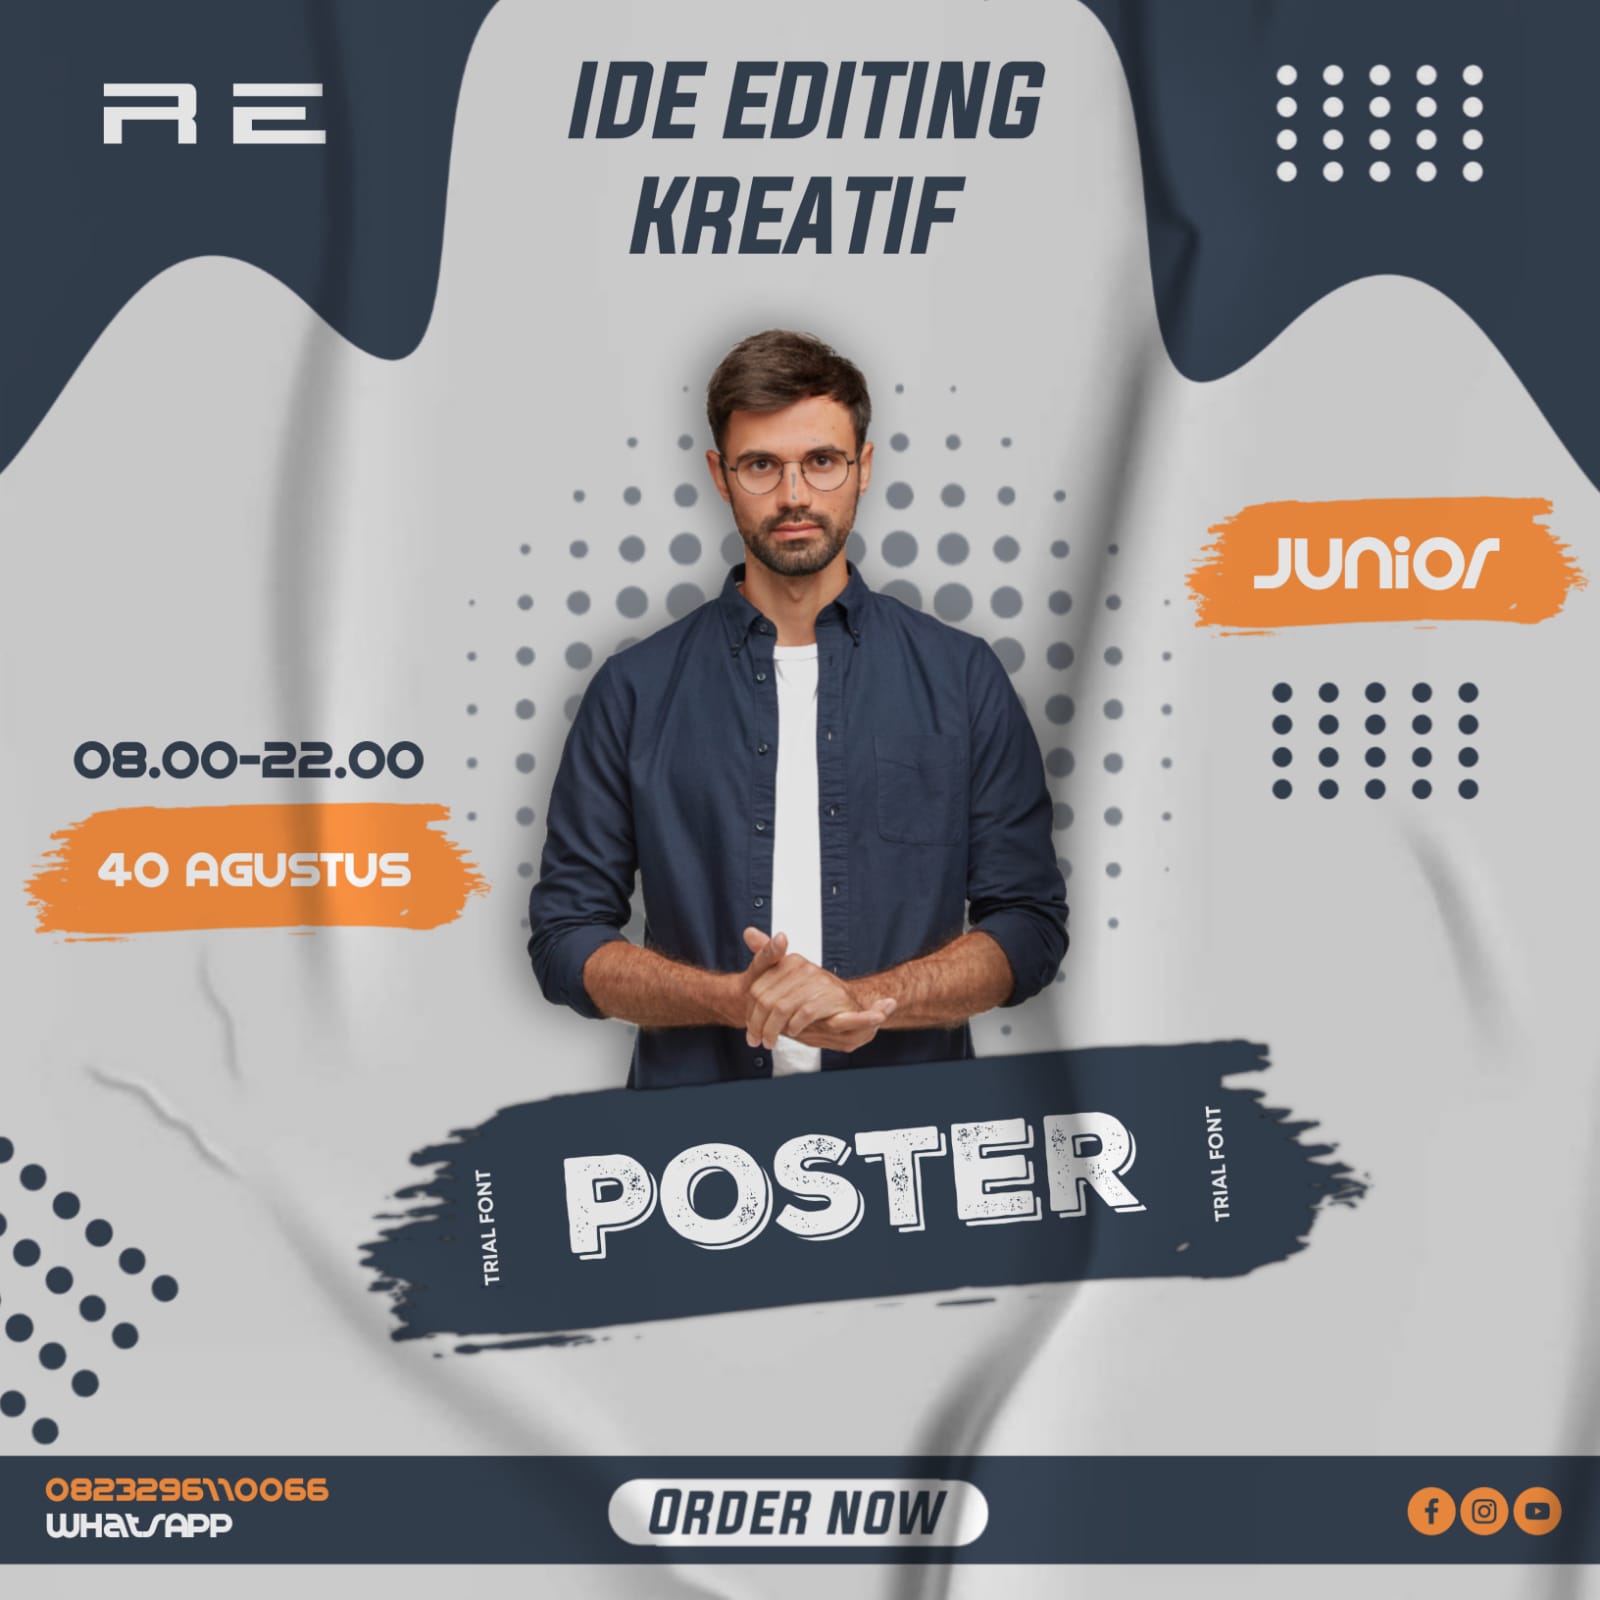 RE
IDE EDITING
KREATIF
JUNiOr
08.00-22.00
40 AGUSTUS
TRIAL FONT
POSTER
TRIAL FONT
0823296110066
WHatsAPP
ORDER NOW